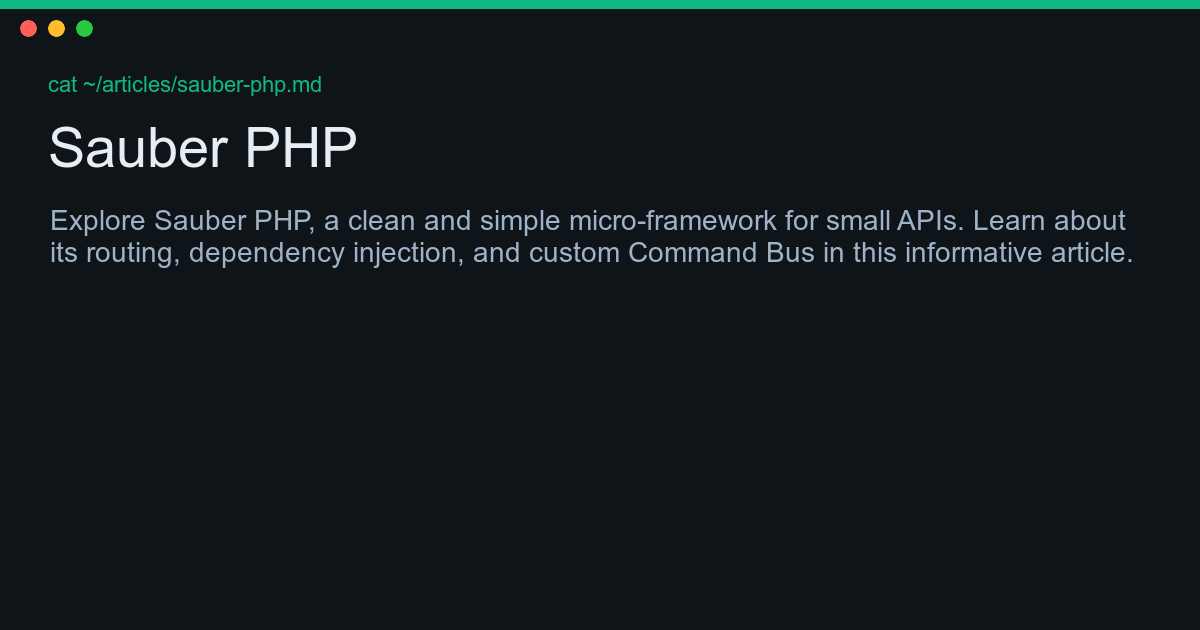 cat ~/articles/sauber-php.md
Sauber PHP
Explore Sauber PHP, a clean and simple micro-framework for small APIs. Learn about
its routing, dependency injection, and custom Command Bus in this informative article.